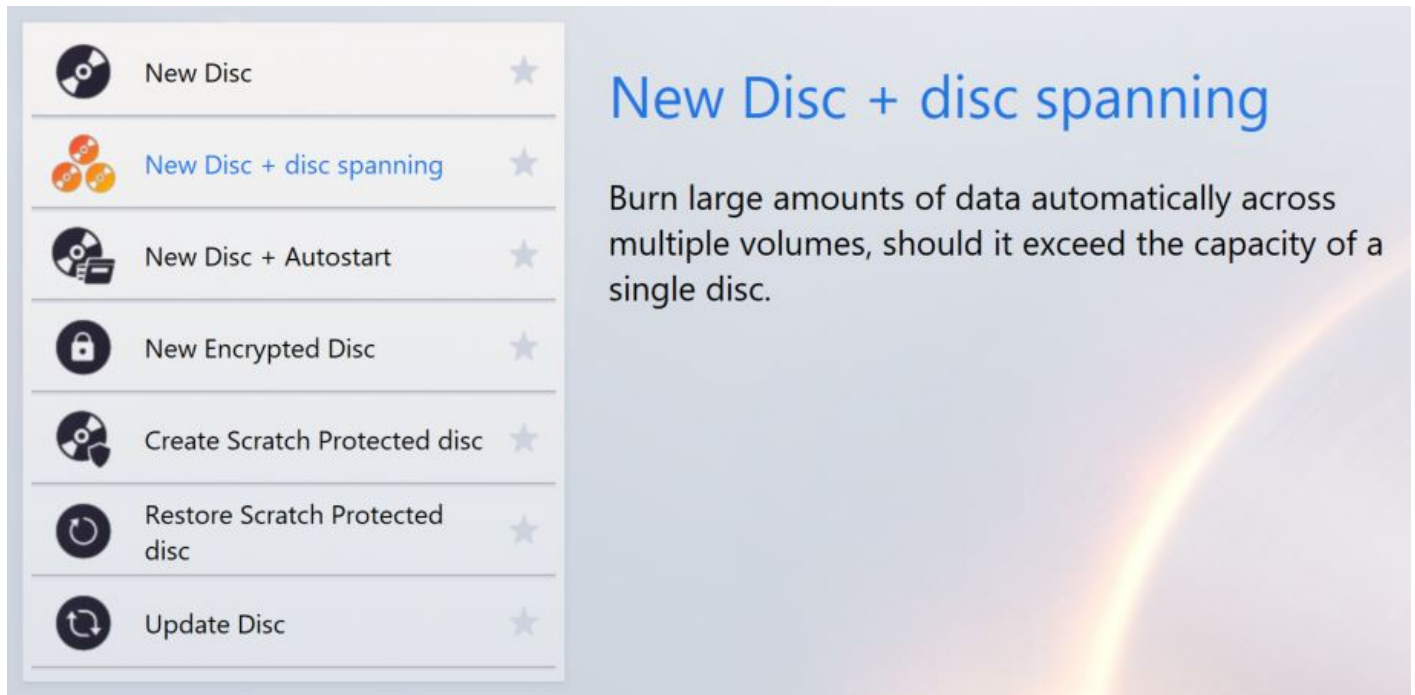 New Disc
New Disc + disc spanning
New Disc + Autostart
New Encrypted Disc
Create Scratch Protected disc
Restore Scratch Protected
disc
Update Disc
New Disc + disc spanning
Burn large amounts of data automatically across
multiple volumes, should it exceed the capacity of a
single disc.